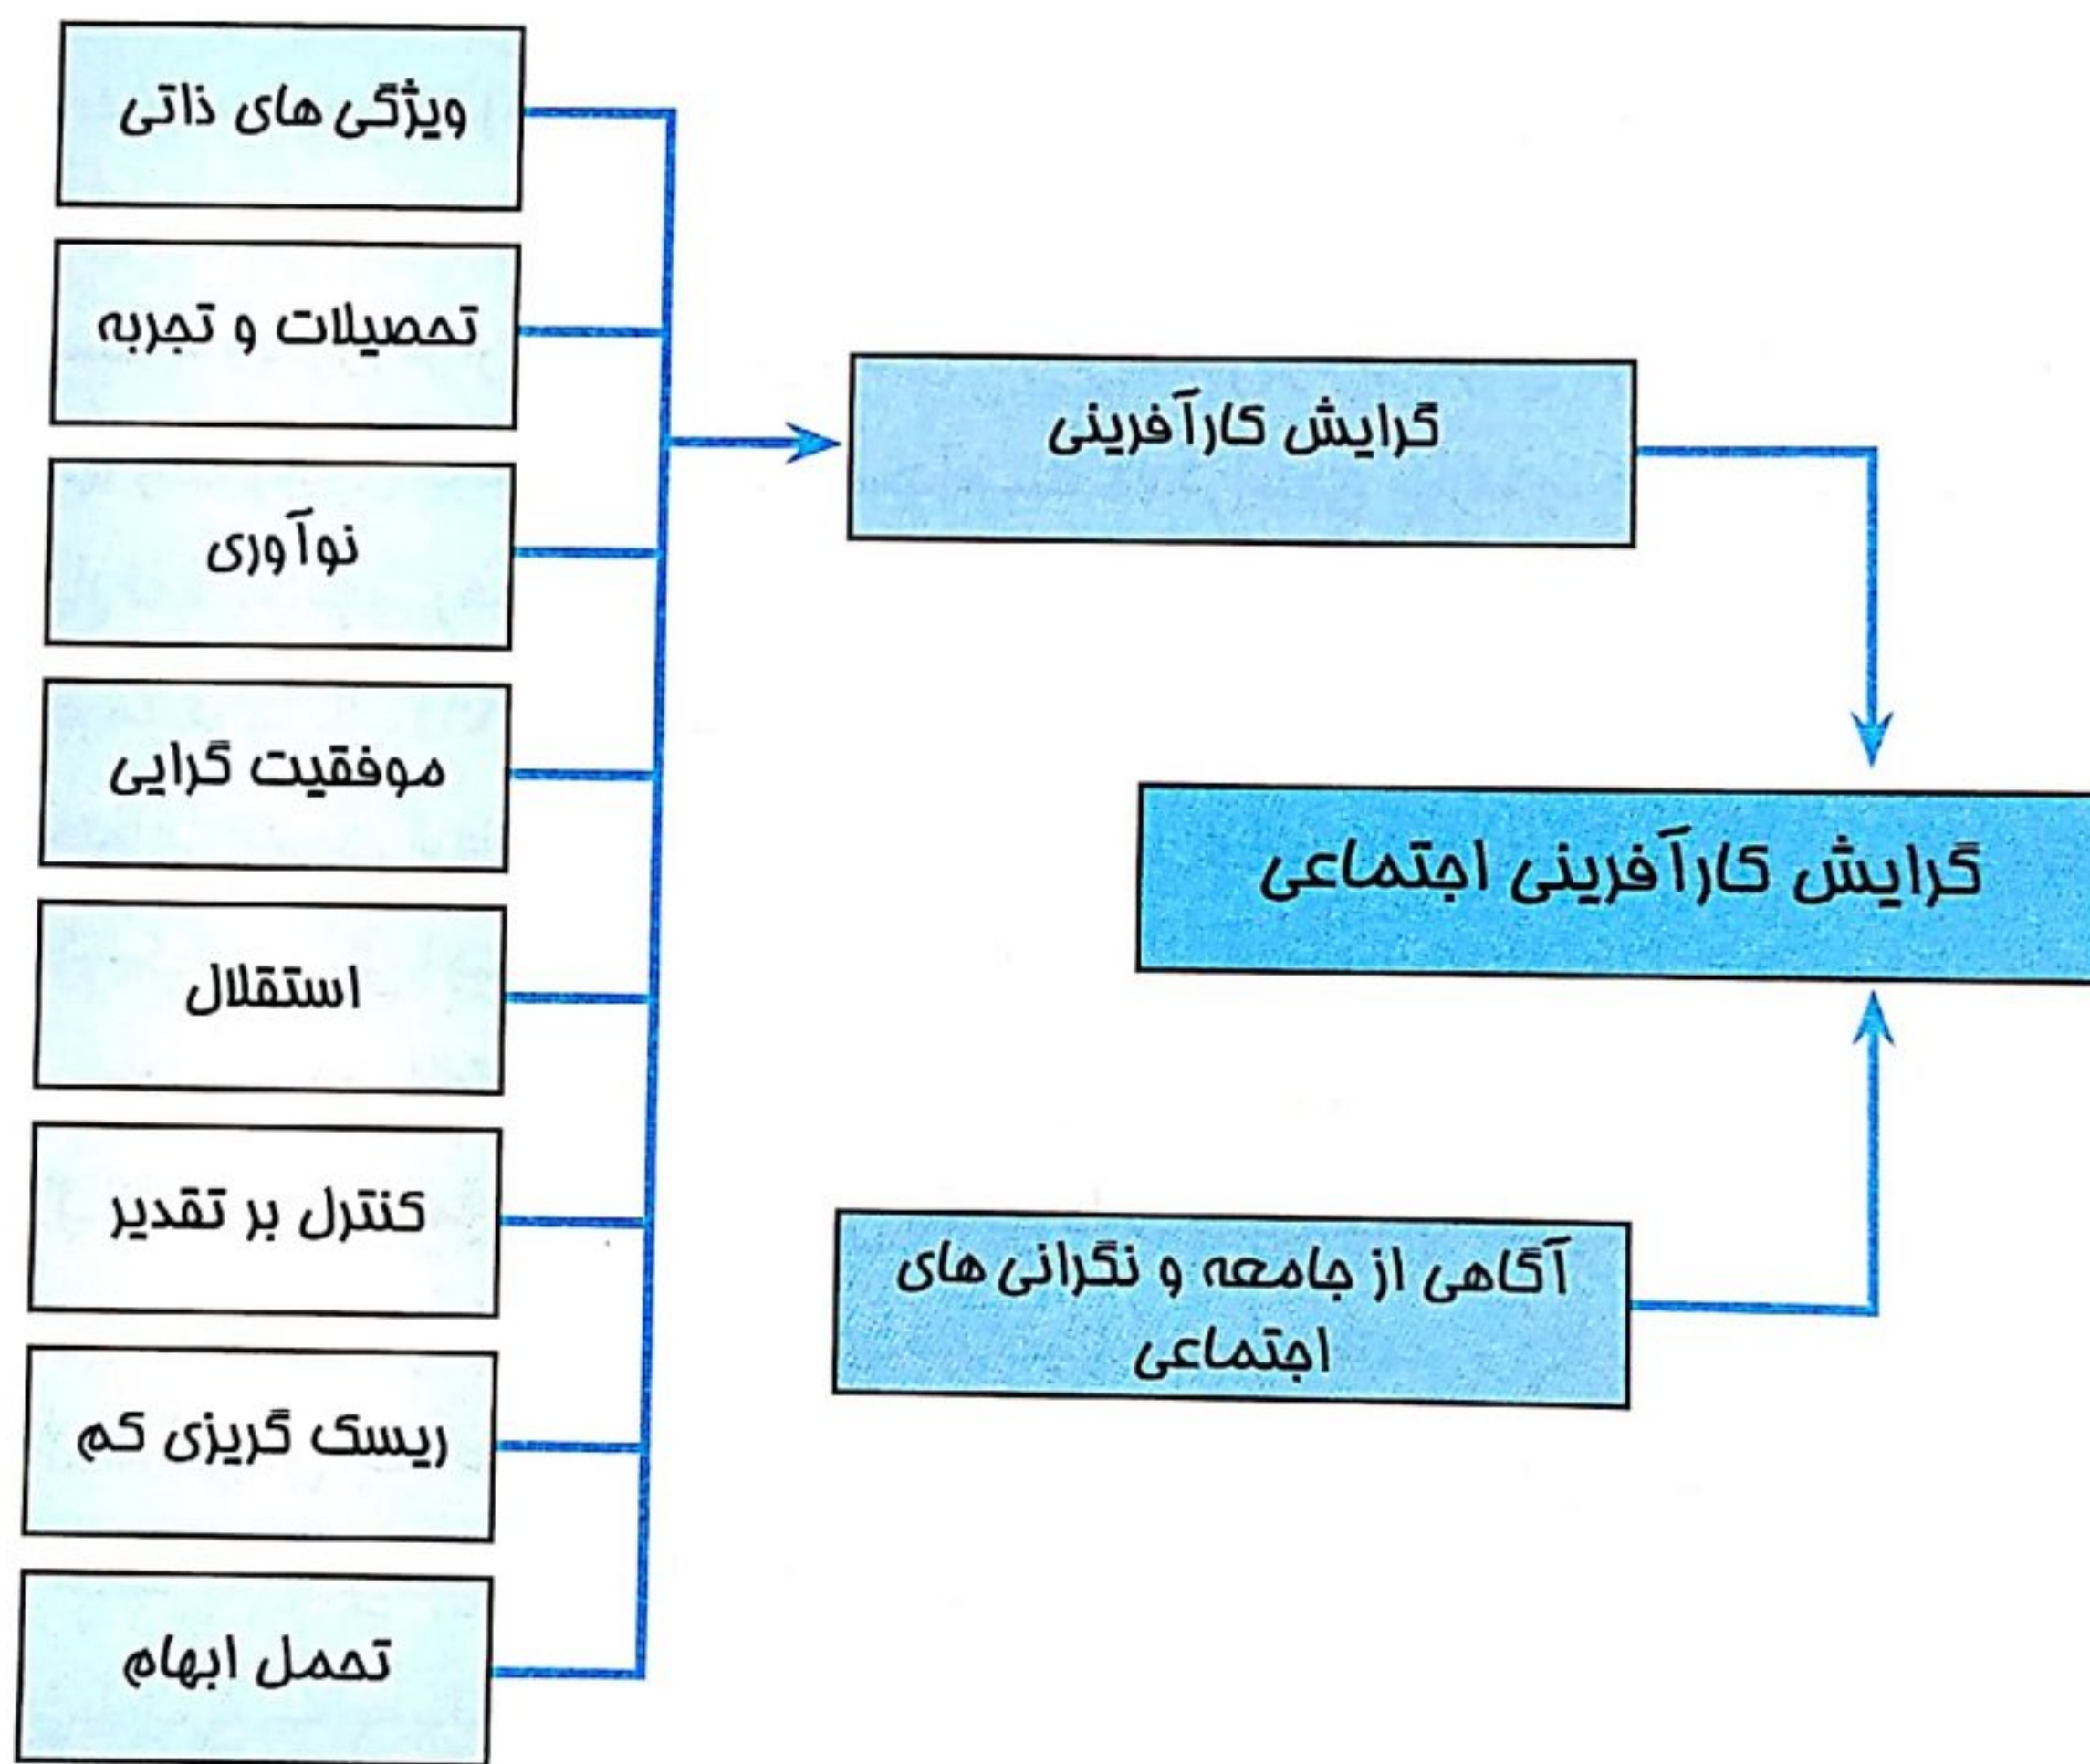 ویژگی های ذاتی
تحصیلات و تجربه
نوآوری
موفقیت گرایی
استقلال
کنترل بر تقدیر
ریسک گریزی کم
تحمل ابهام
گرایش کارآفرینی
گرایش کارآفرینی اجتماعی
آگاهی از جامعه و نگرانی های
اجتماعی